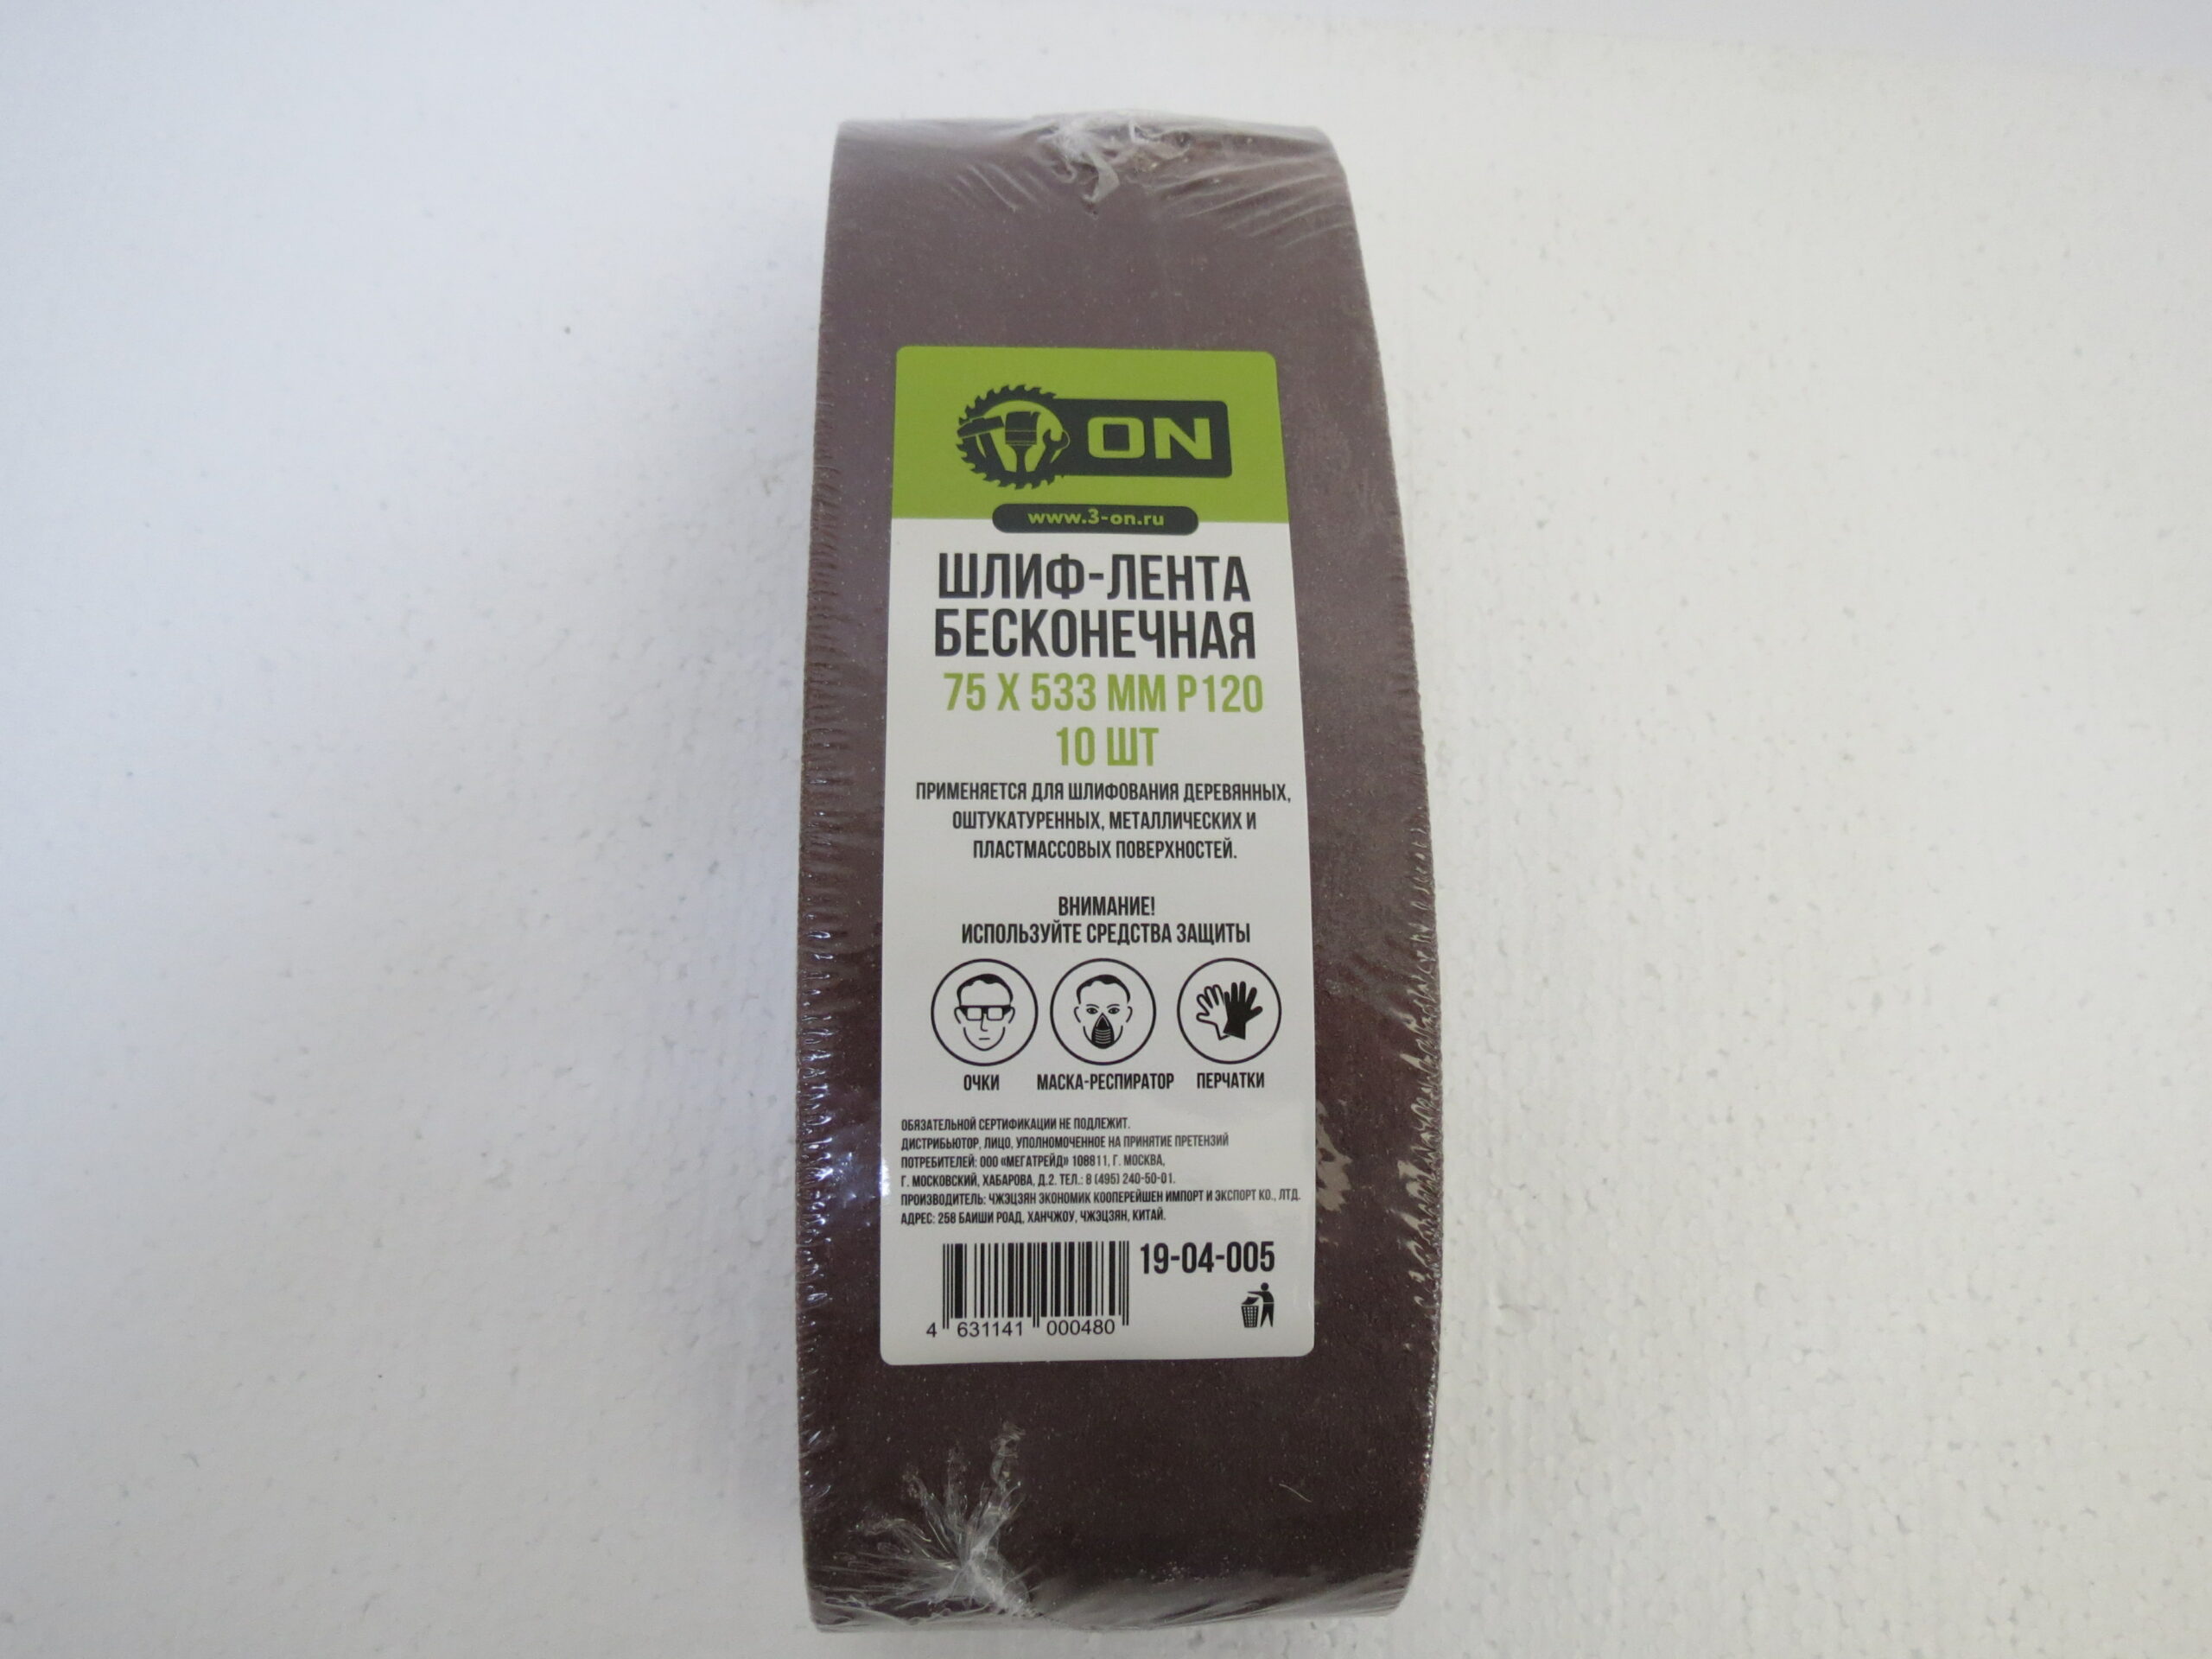 ON
www.3-on.ru
ШЛИФ-ЛЕНТА
БЕСКОНЕЧНАЯ
75 X 533 ММ P120
10 ШТ
ПРИМЕНЯЕТСЯ ДЛЯ ШЛИФОВАНИЯ ДЕРЕВЯННЫХ,
ОШТУКАТУРЕННЫХ, МЕТАЛЛИЧЕСКИХ И
ПЛАСТМАССОВЫХ ПОВЕРХНОСТЕЙ.
ВНИМАНИЕ!
ИСПОЛЬЗУЙТЕ СРЕДСТВА ЗАЩИТЫ
ОЧКИ МАСКА-РЕСПИРАТОР ПЕРЧАТКИ
ОБЯЗАТЕЛЬНОЙ СЕРТИФИКАЦИИ НЕ ПОДЛЕЖИТ.
ДИСТРИБЬЮТОР, ЛИЦО, УПОЛНОМОЧЕННОЕ НА ПРИНЯТИЕ ПРЕТЕНЗИЙ
ПОТРЕБИТЕЛЕЙ: ООО «МЕГАТРЕЙД» 108811, Г. МОСКВА,
Г. МОСКОВСКИЙ, ХАБАРОВА, Д.2. ТЕЛ.: 8 (495) 240-50-01.
ПРОИЗВОДИТЕЛЬ: ЧЖЭЦЗЯН ЭКОНОМИК КООПЕРЕЙШЕН ИМПОРТ И ЭКСПОРТ КО., ЛТД.
АДРЕС: 258 БАИШИ РОАД, ХАНЧЖОУ, ЧЖЭЦЗЯН, КИТАЙ.
19-04-005
4 631141 000480